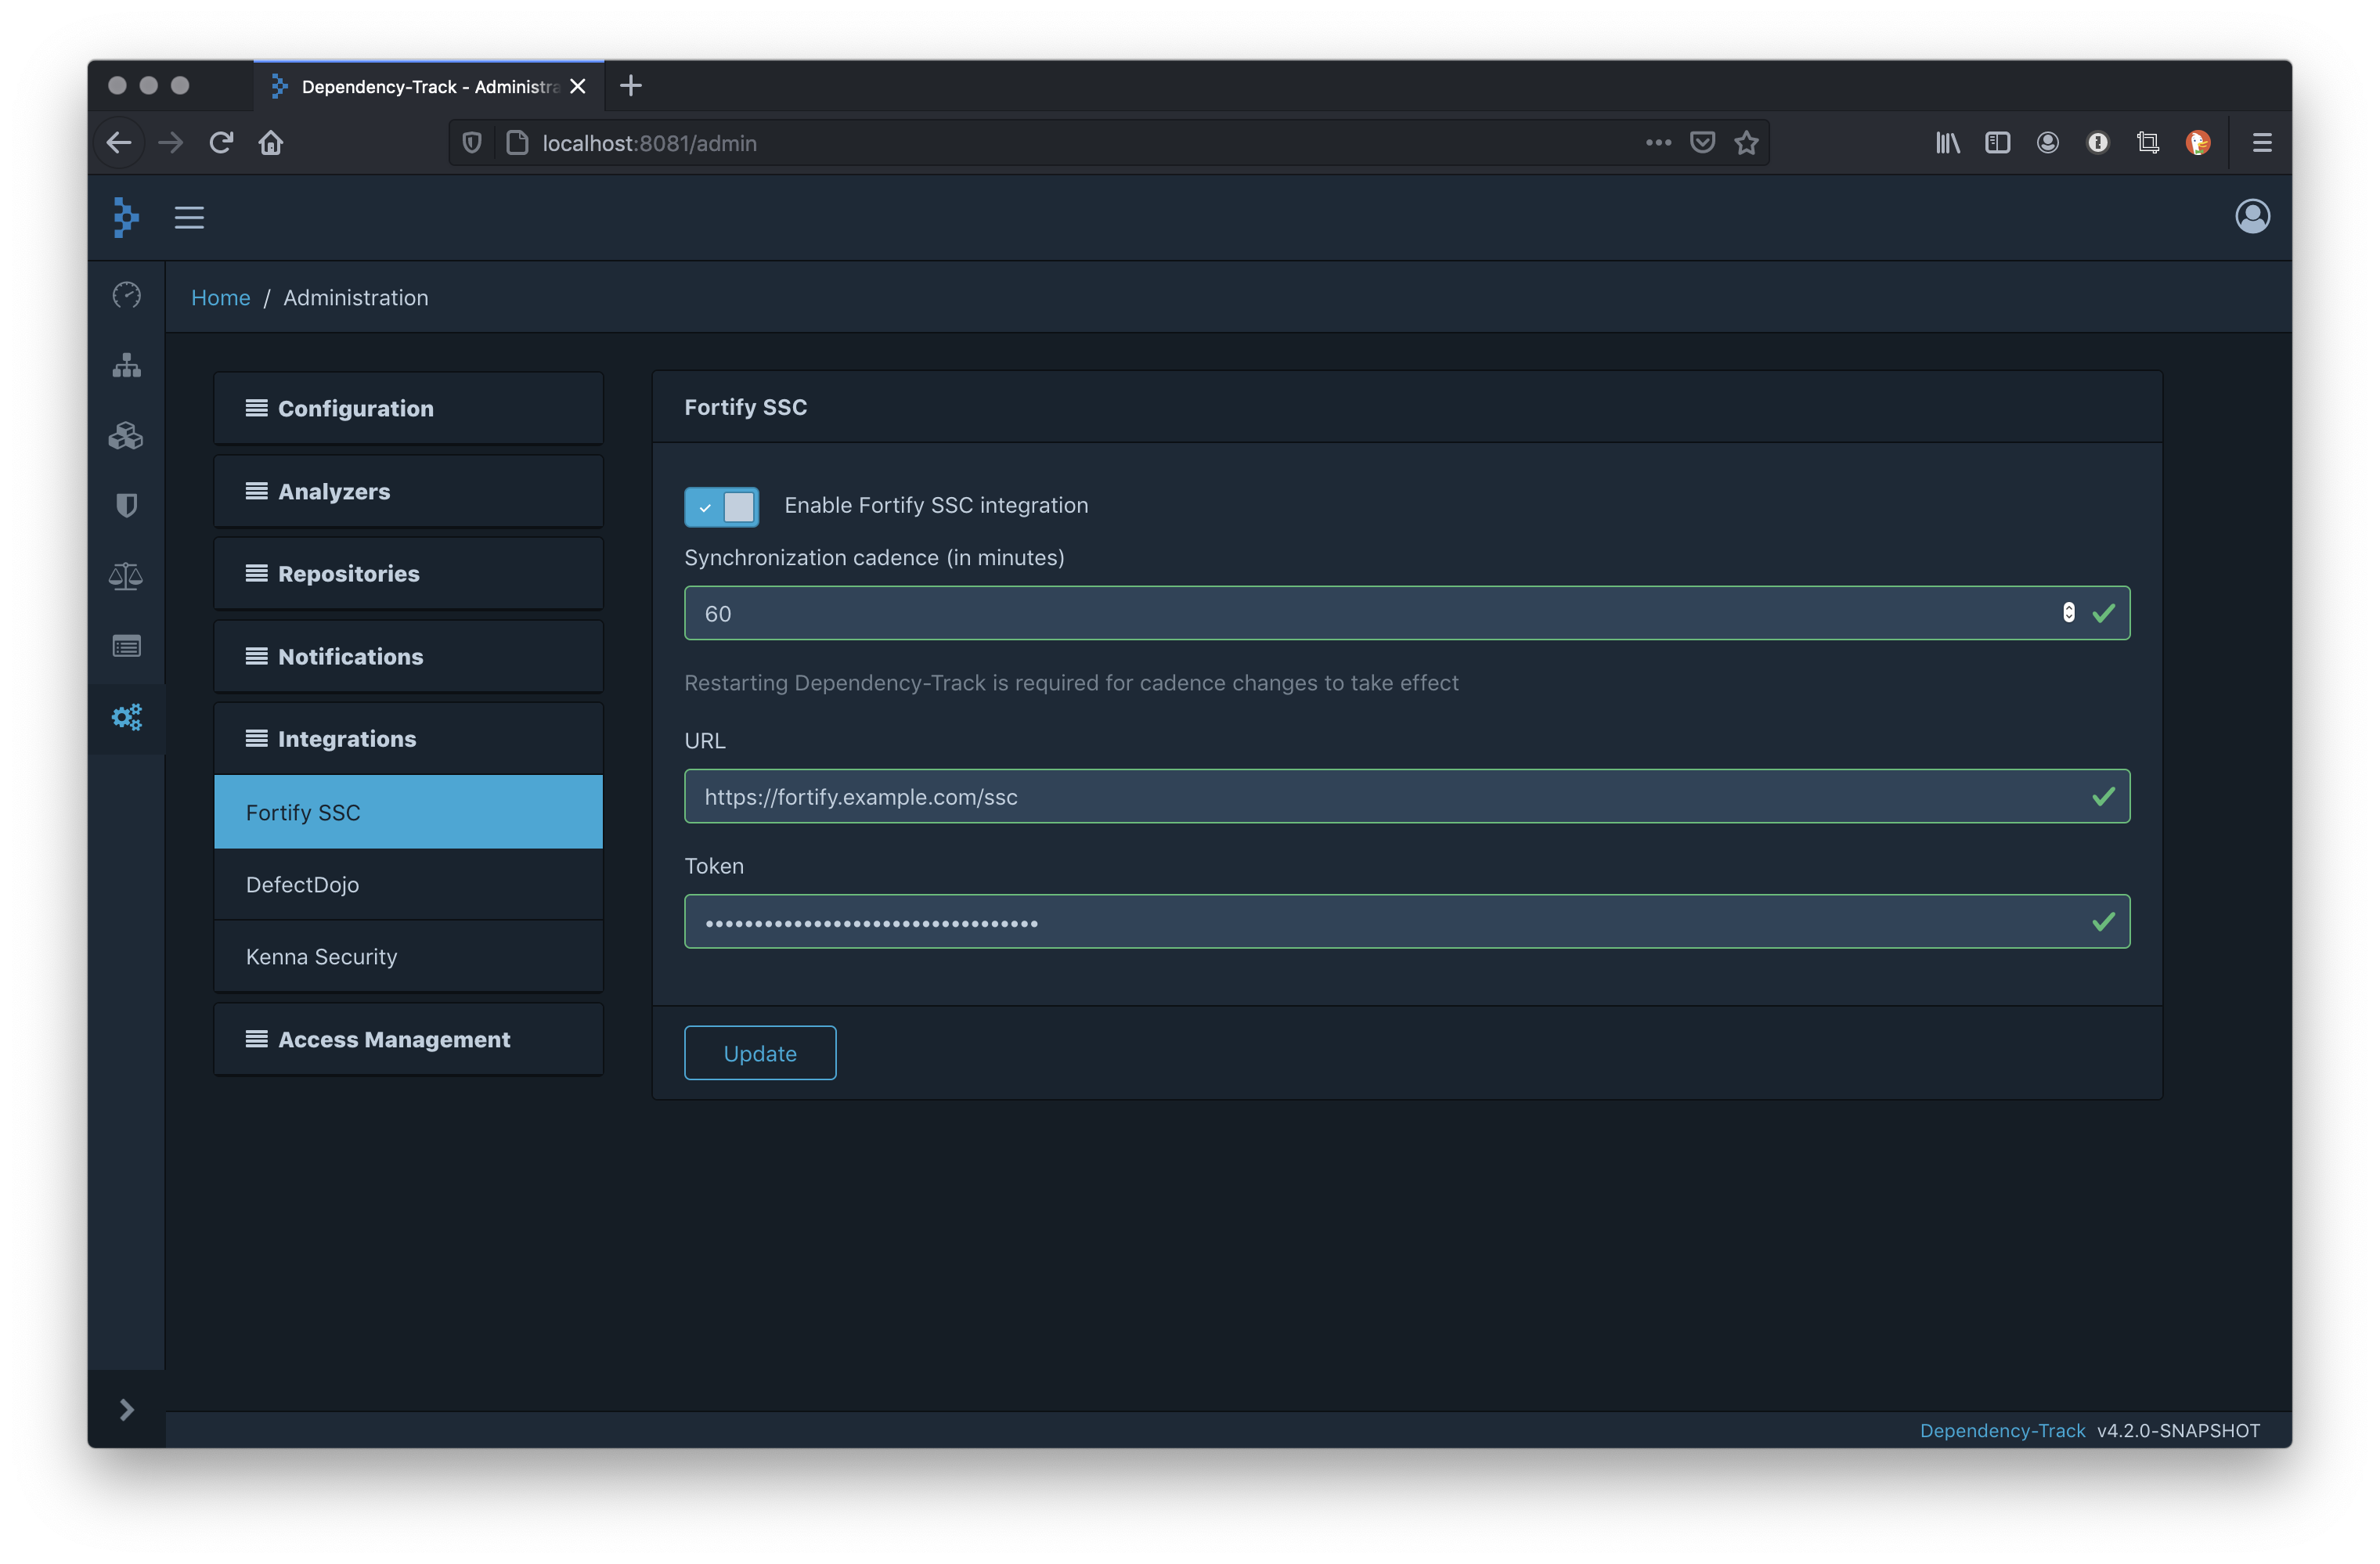 Dependency-Track - Administra
localhost:8081/admin
Home / Administration
Configuration
Analyzers
Repositories
Notifications
Integrations
Fortify SSC
DefectDojo
Kenna Security
Access Management
Fortify SSC
Enable Fortify SSC integration
Synchronization cadence (in minutes)
60
Restarting Dependency-Track is required for cadence changes to take effect
URL
https://fortify.example.com/ssc
Token
••••••••••••••••••••••••••••••••••
Update
Dependency-Track v4.2.0-SNAPSHOT